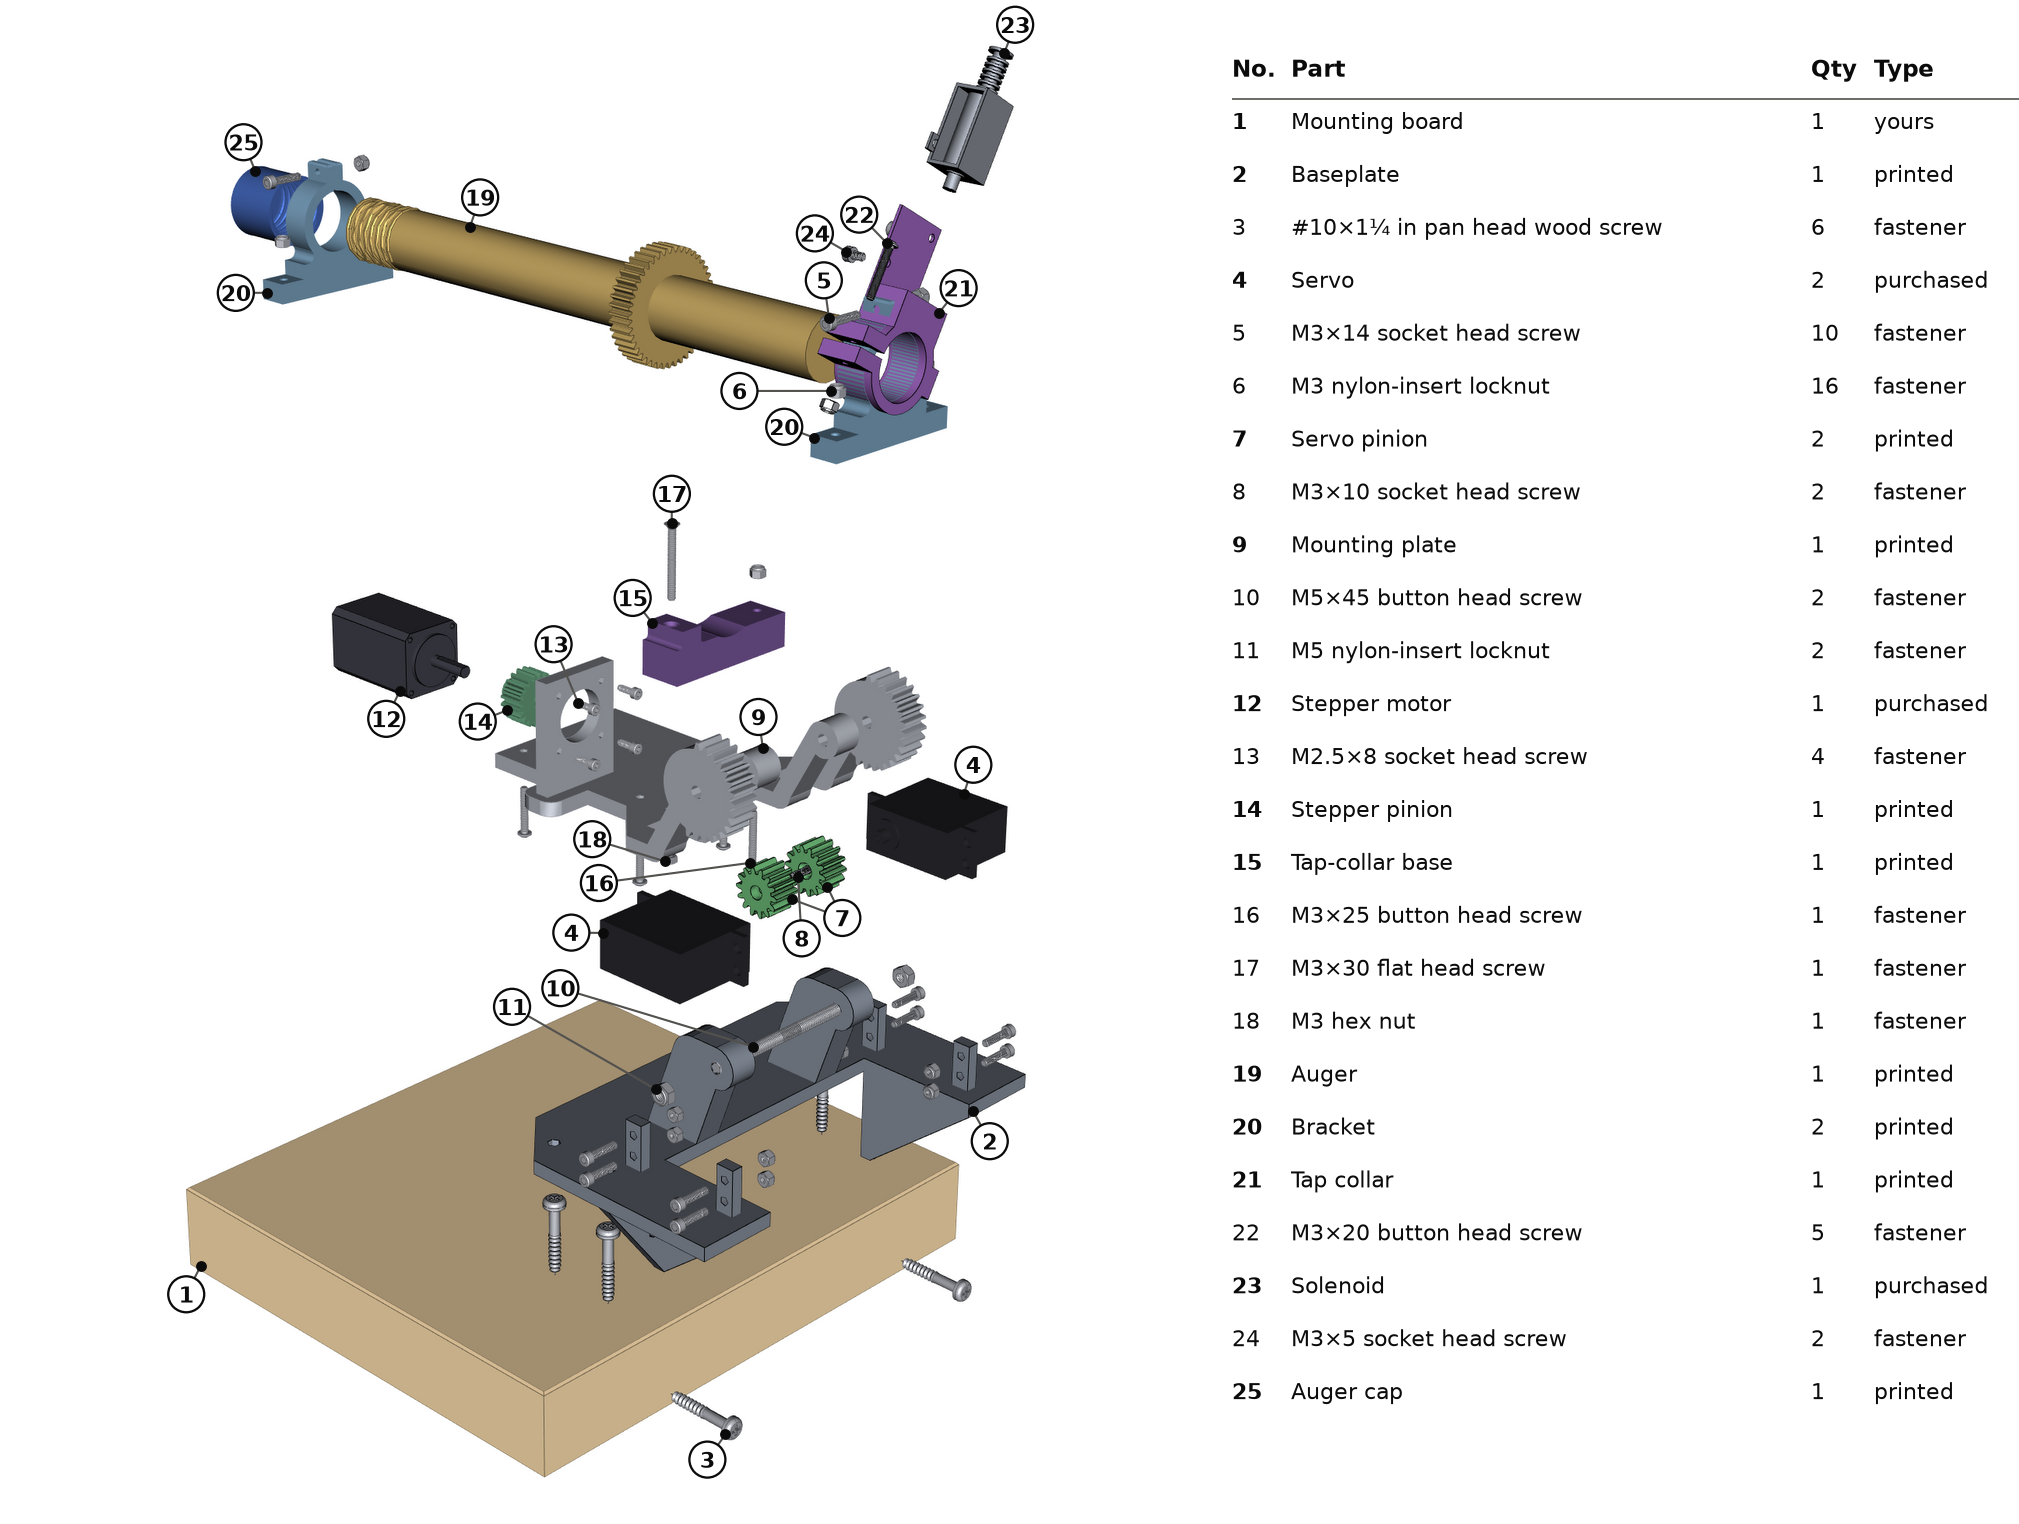 23
25
19
22
24
5
21
20
6
20
17
15
13
12
14
9
4
18
16
7
8
4
10
11
2
1
3
No. Part Qty Type
1 Mounting board 1 yours
2 Baseplate 1 printed
3 #10×1¼ in pan head wood screw 6 fastener
4 Servo 2 purchased
5 M3×14 socket head screw 10 fastener
6 M3 nylon-insert locknut 16 fastener
7 Servo pinion 2 printed
8 M3×10 socket head screw 2 fastener
9 Mounting plate 1 printed
10 M5×45 button head screw 2 fastener
11 M5 nylon-insert locknut 2 fastener
12 Stepper motor 1 purchased
13 M2.5×8 socket head screw 4 fastener
14 Stepper pinion 1 printed
15 Tap-collar base 1 printed
16 M3×25 button head screw 1 fastener
17 M3×30 flat head screw 1 fastener
18 M3 hex nut 1 fastener
19 Auger 1 printed
20 Bracket 2 printed
21 Tap collar 1 printed
22 M3×20 button head screw 5 fastener
23 Solenoid 1 purchased
24 M3×5 socket head screw 2 fastener
25 Auger cap 1 printed